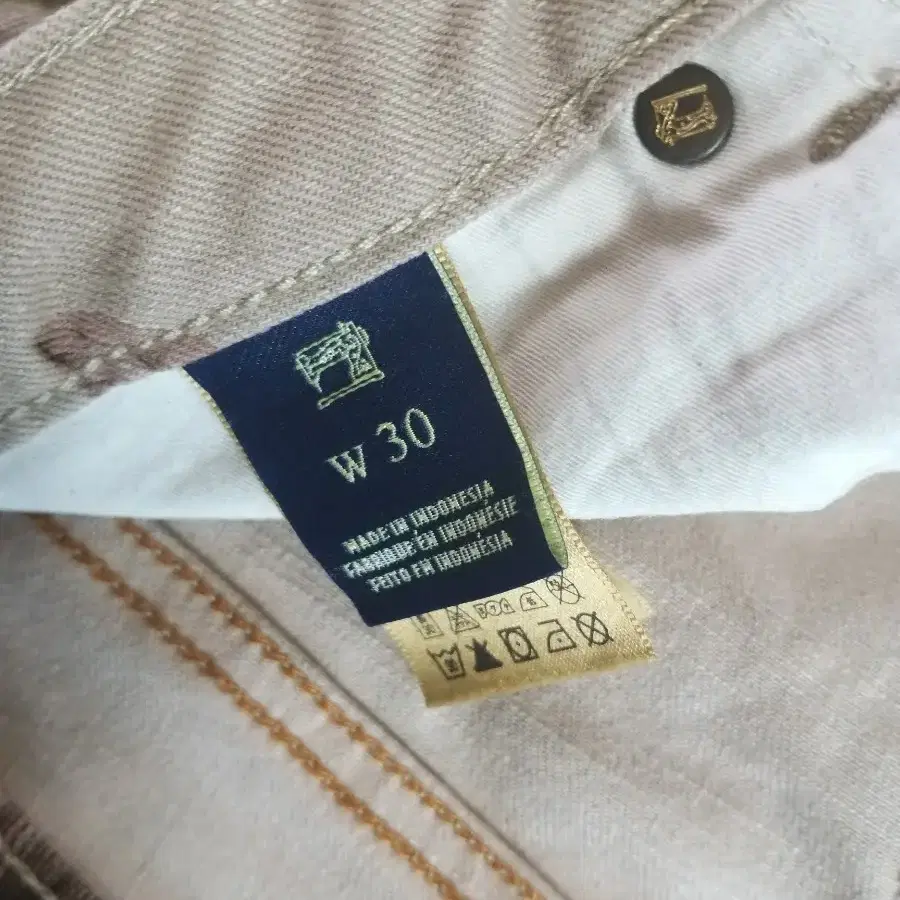 W 30
MADE IN INDONESIA
FABRIQUÉ EN INDONÉSIE
FEITO EM INDONÉSIA